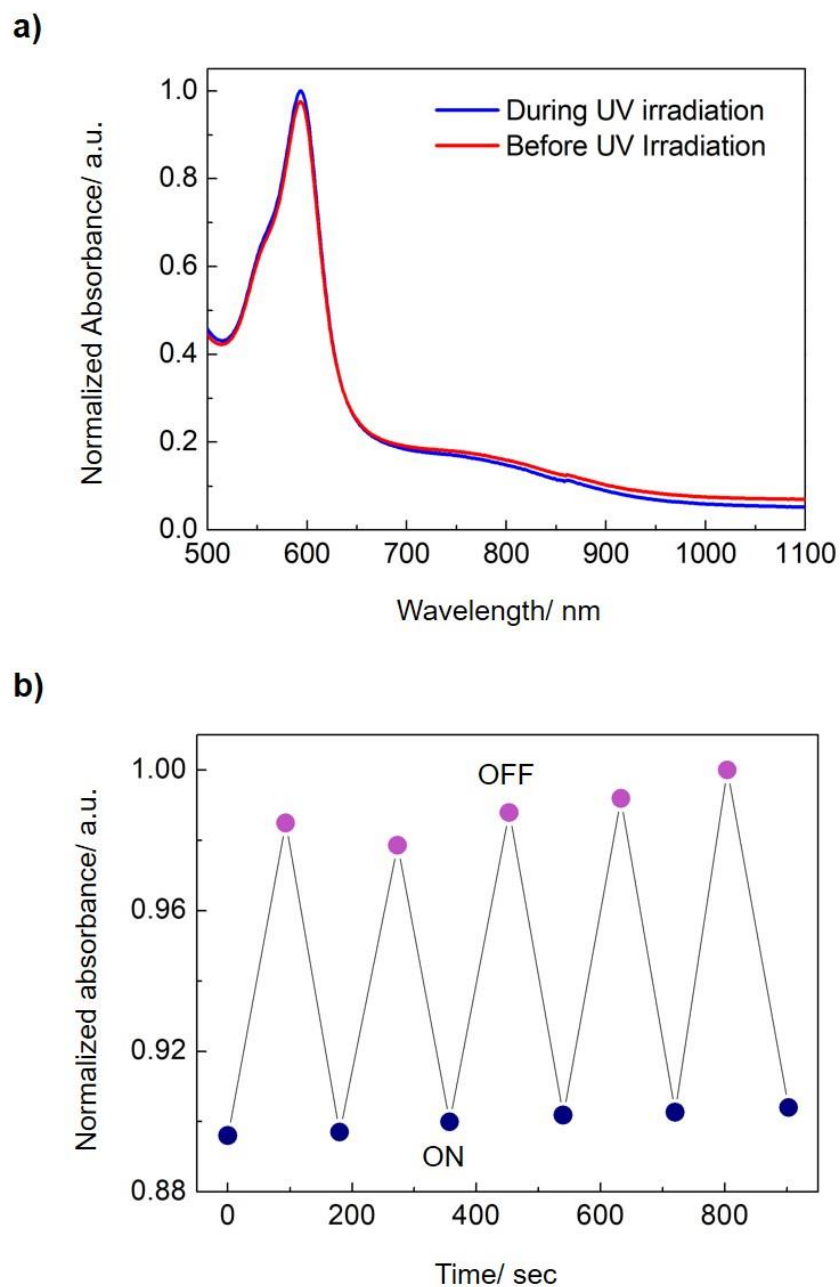 a)
Normalized Absorbance/ a.u.
1.0
0.8
0.6
0.4
0.2
0.0
During UV irradiation
Before UV Irradiation
500 600 700 800 900 1000 1100
Wavelength/ nm
b)
Normalized absorbance/ a.u.
1.00
0.96
0.92
0.88
OFF
ON
0 200 400 600 800
Time/ sec